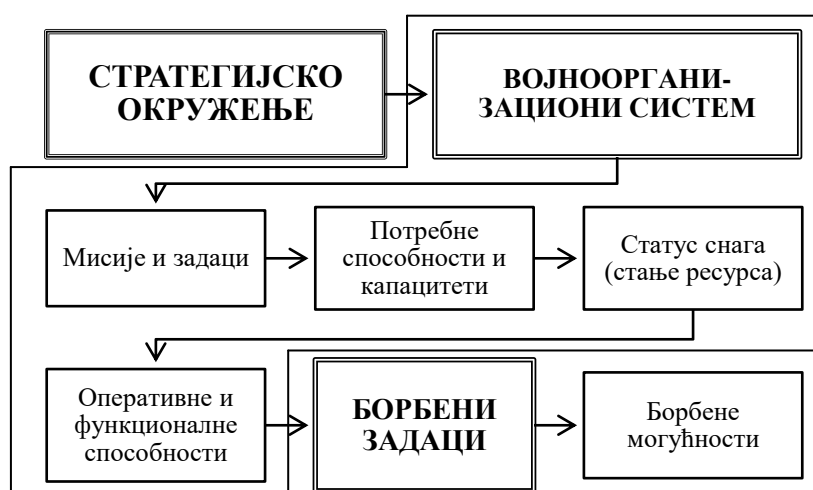 СТРАТЕГИЈСКО
ОКРУЖЕЊЕ
ВОЈНООРГАНИ-
ЗАЦИОНИ СИСТЕМ
Мисије и задаци
Потребне
способности и
капацитети
Статус снага
(стање ресурса)
Оперативне и
функционалне
способности
БОРБЕНИ
ЗАДАЦИ
Борбене
могућности